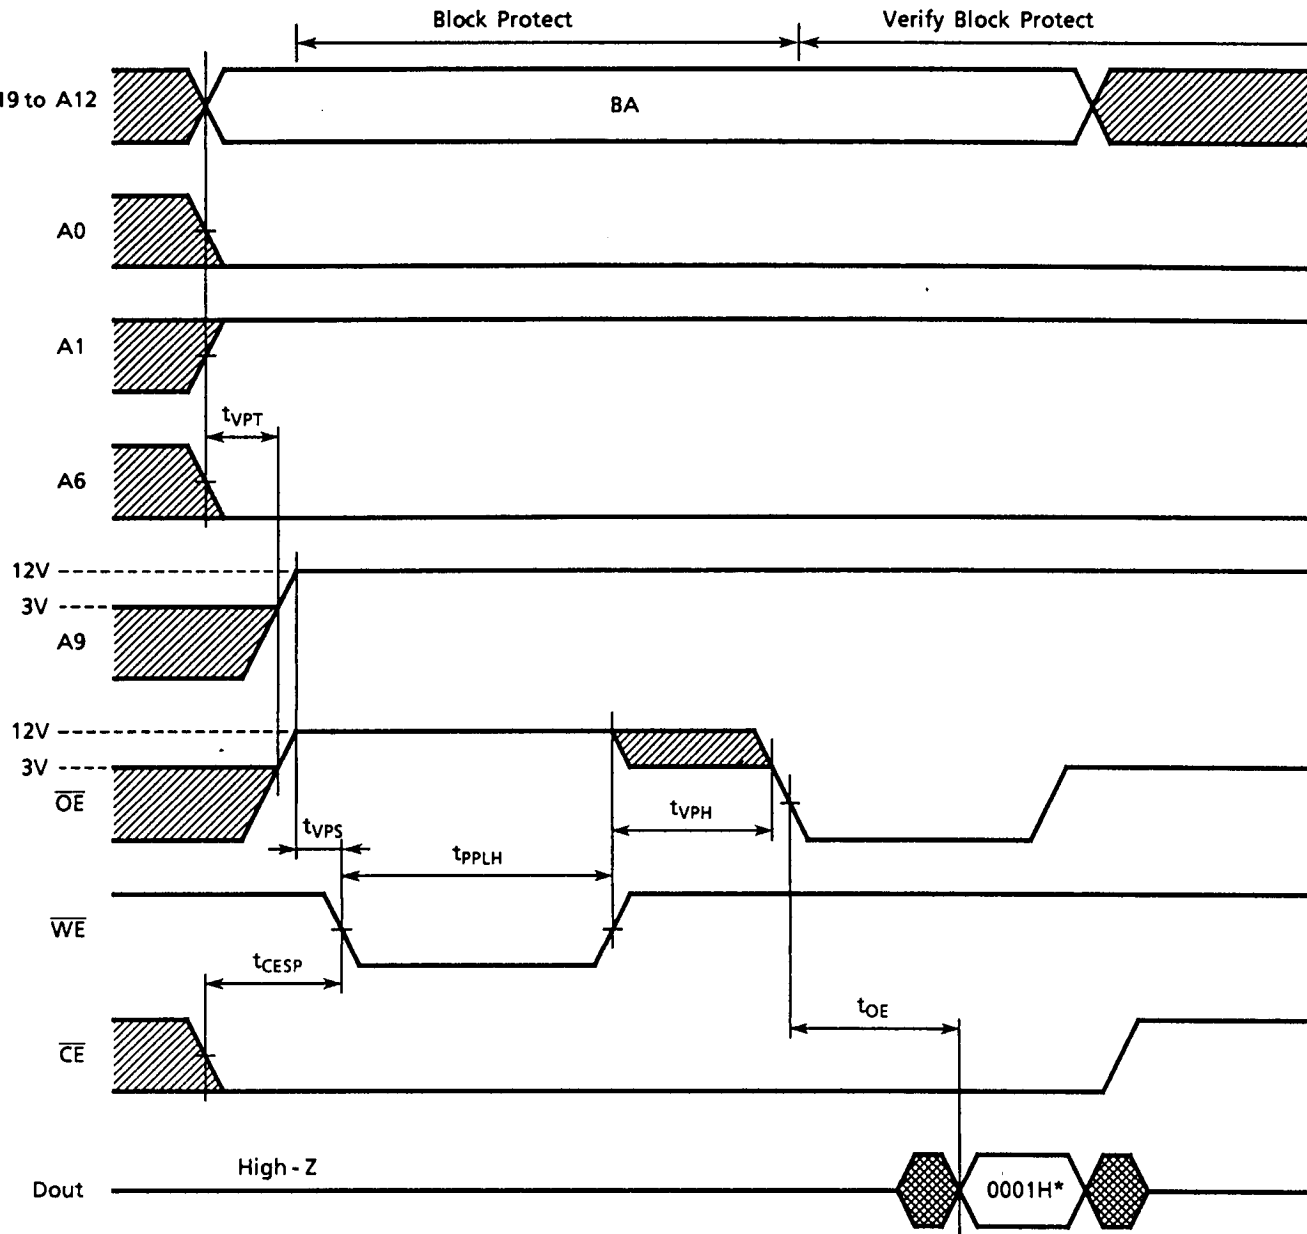 Block Protect
Verify Block Protect
19 to A12
BA
A0
A1
tVPT
A6
12V
3V
A9
12V
3V
OE
tVPS
tVPH
tPPLH
WE
tCESP
tOE
CE
High-Z
Dout
0001H*